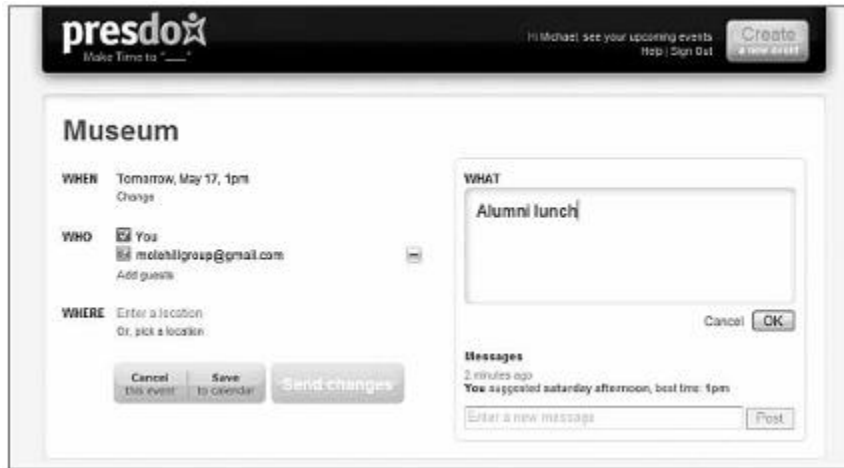 presdo
Make Time to "____"
Hi Michael, see your upcoming events
Help | Sign Out
Create
a new event
Museum
WHEN Tomorrow, May 17, 1pm
Change
WHO You
molehillgroup@gmail.com
Add guests
WHERE Enter a location
Or, pick a location
Cancel
this event
Save
to calendar
Send changes
WHAT
Alumni lunch
Cancel OK
Messages
2 minutes ago
You suggested saturday afternoon, best time: 1pm
Enter a new message
Post